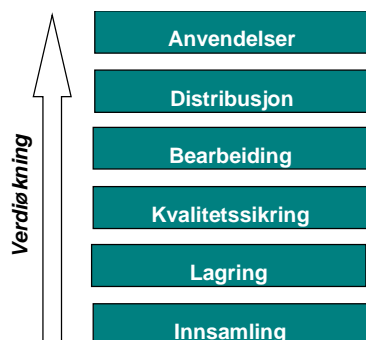 Anvendelser
Distribusjon
Bearbeiding
Kvalitetssikring
Lagring
Innsamling
Verdiøkning